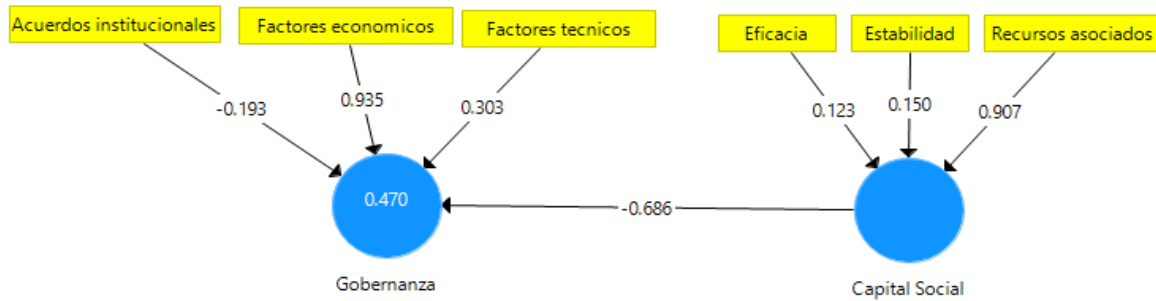 Acuerdos institucionales
Factores economicos
Factores tecnicos
Eficacia
Estabilidad
Recursos asociados
-0.193
0.935
0.303
0.123
0.150
0.907
0.470
-0.686
Gobernanza
Capital Social